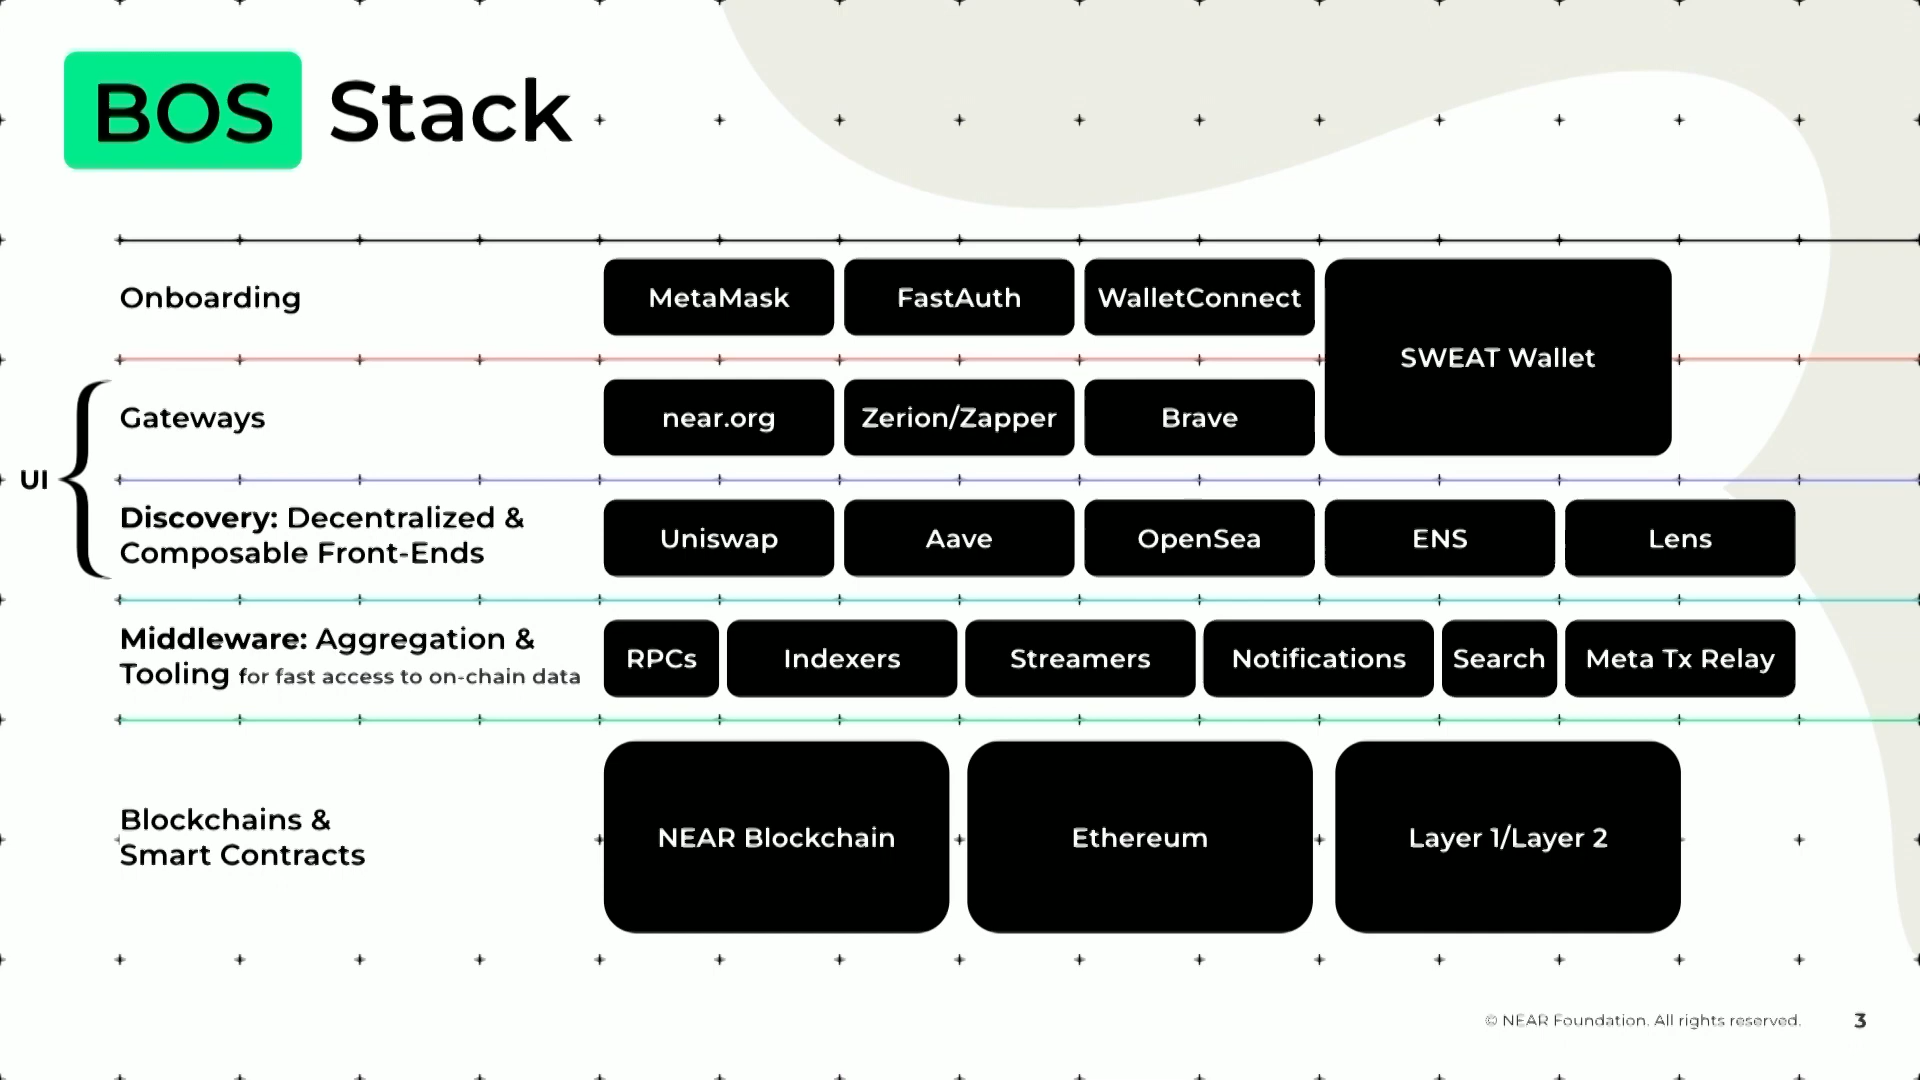 BOS Stack
Onboarding
MetaMask
FastAuth
WalletConnect
SWEAT Wallet
UI
Gateways
near.org
Zerion/Zapper
Brave
Discovery: Decentralized &
Composable Front-Ends
Uniswap
Aave
OpenSea
ENS
Lens
Middleware: Aggregation &
Tooling for fast access to on-chain data
RPCs
Indexers
Streamers
Notifications
Search
Meta Tx Relay
Blockchains &
Smart Contracts
NEAR Blockchain
Ethereum
Layer 1/Layer 2
© NEAR Foundation. All rights reserved.
3